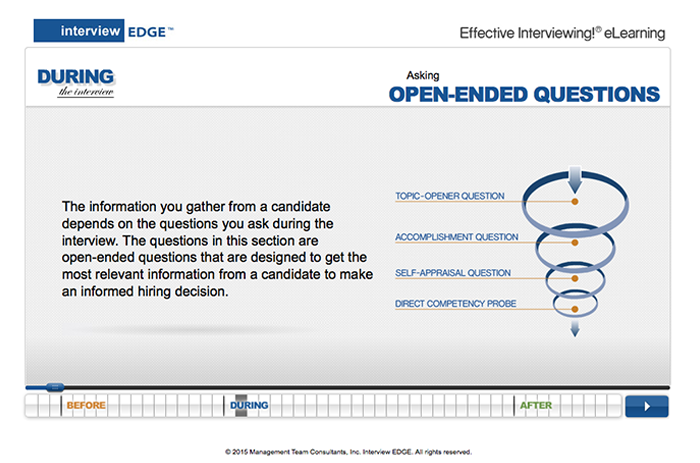 interview EDGE™
Effective Interviewing!® eLearning
DURING
the interview
Asking
OPEN-ENDED QUESTIONS
The information you gather from a candidate
depends on the questions you ask during the
interview. The questions in this section are
open-ended questions that are designed to get the
most relevant information from a candidate to make
an informed hiring decision.
TOPIC-OPENER QUESTION
ACCOMPLISHMENT QUESTION
SELF-APPRAISAL QUESTION
DIRECT COMPETENCY PROBE
BEFORE
DURING
AFTER
© 2015 Management Team Consultants, Inc. Interview EDGE. All rights reserved.